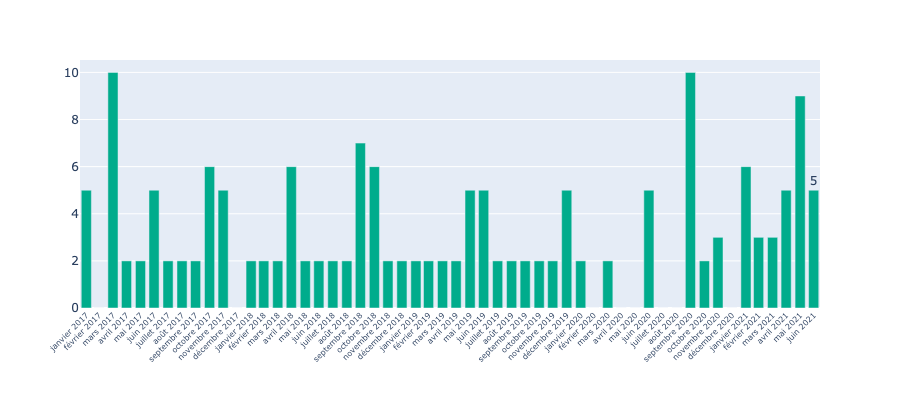 10
8
6
4
2
0
5
janvier 2017
février 2017
mars 2017
avril 2017
mai 2017
juin 2017
juillet 2017
août 2017
septembre 2017
octobre 2017
novembre 2017
décembre 2017
janvier 2018
février 2018
mars 2018
avril 2018
mai 2018
juin 2018
juillet 2018
août 2018
septembre 2018
octobre 2018
novembre 2018
décembre 2018
janvier 2019
février 2019
mars 2019
avril 2019
mai 2019
juin 2019
juillet 2019
août 2019
septembre 2019
octobre 2019
novembre 2019
décembre 2019
janvier 2020
février 2020
mars 2020
avril 2020
mai 2020
juin 2020
juillet 2020
août 2020
septembre 2020
octobre 2020
novembre 2020
décembre 2020
janvier 2021
février 2021
mars 2021
avril 2021
mai 2021
juin 2021